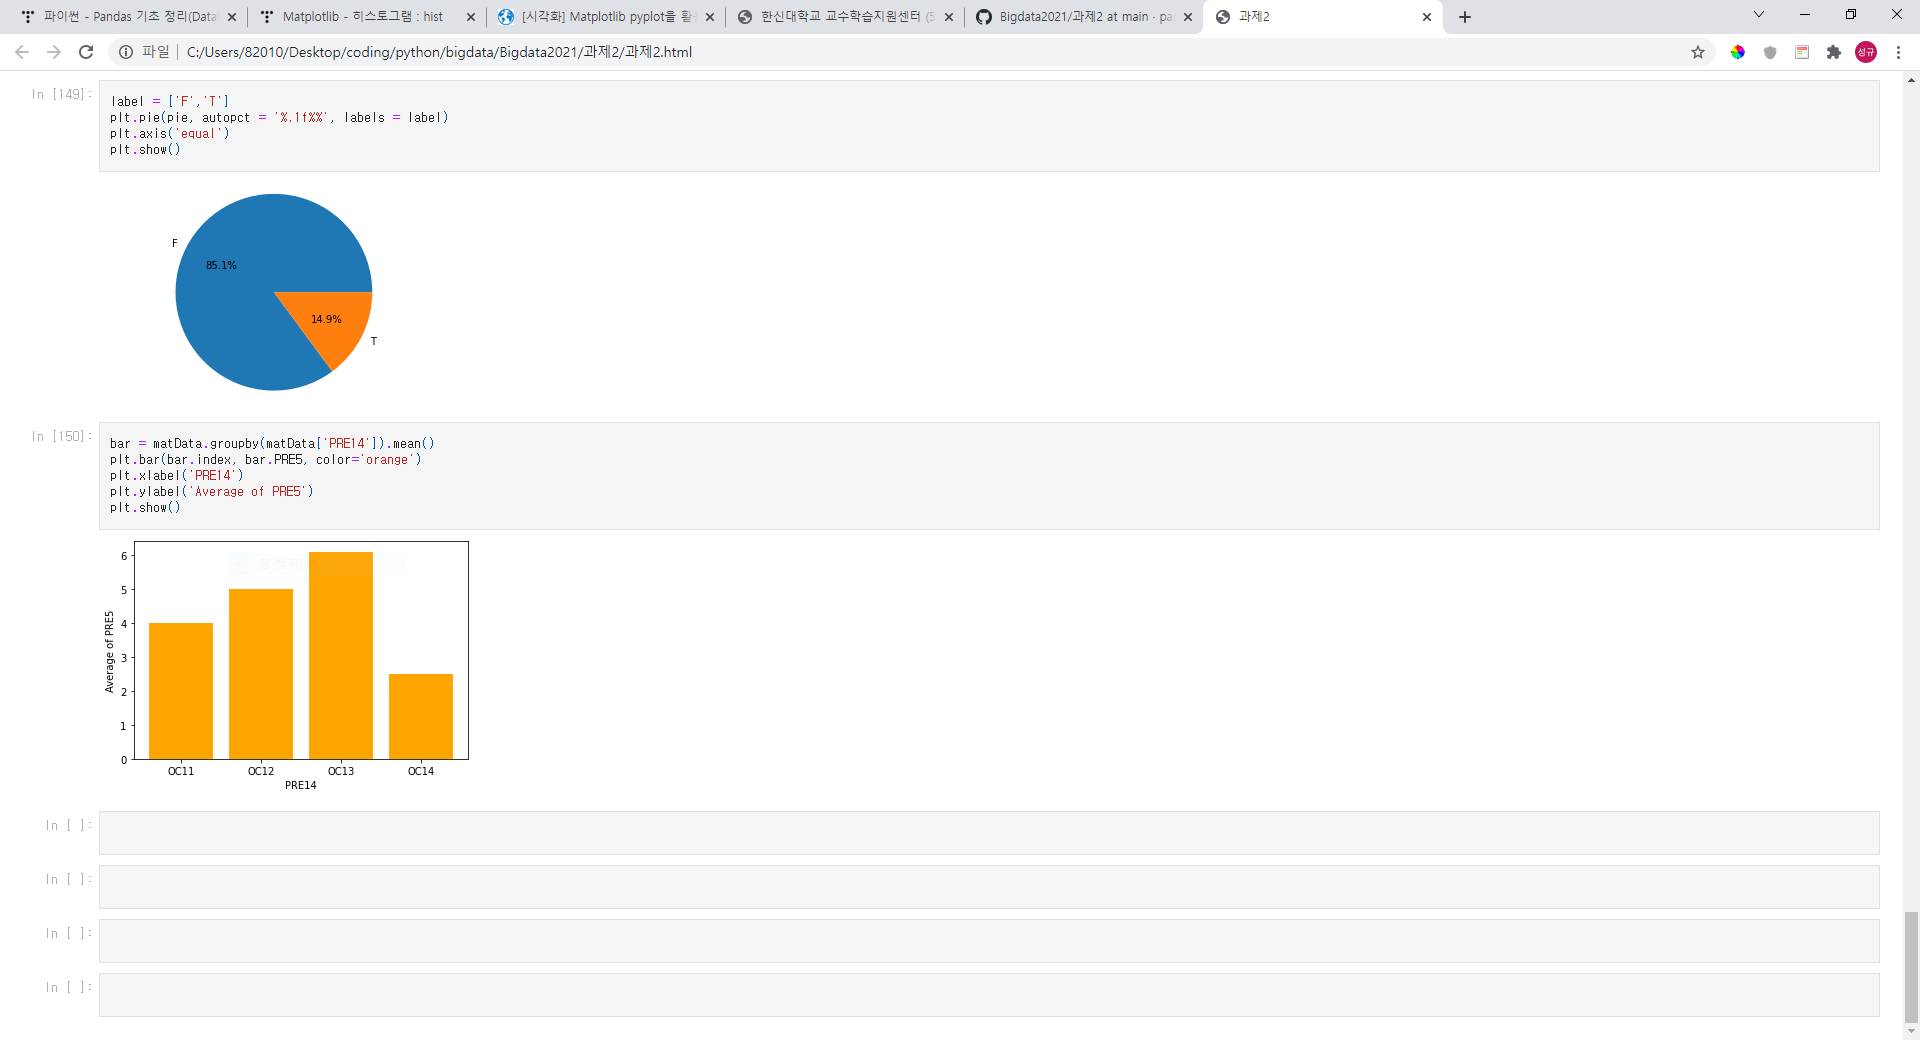 파이썬 - Pandas 기초 정리(Data
Matplotlib - 히스토그램 : hist
[시각화] Matplotlib pyplot을 활
한신대학교 교수학습지원센터 (5
Bigdata2021/과제2 at main · pa
과제2
파일 C:/Users/82010/Desktop/coding/python/bigdata/Bigdata2021/과제2/과제2.html
성규
In [149]:
label = ['F','T']
plt.pie(pie, autopct = '%.1f%%', labels = label)
plt.axis('equal')
plt.show()
F
85.1%
14.9%
T
In [150]:
bar = matData.groupby(matData['PRE14']).mean()
plt.bar(bar.index, bar.PRE5, color='orange')
plt.xlabel('PRE14')
plt.ylabel('Average of PRE5')
plt.show()
6
5
4
3
2
1
0
Average of PRE5
OC11 OC12 OC13 OC14
PRE14
In [ ]:
In [ ]:
In [ ]:
In [ ]: